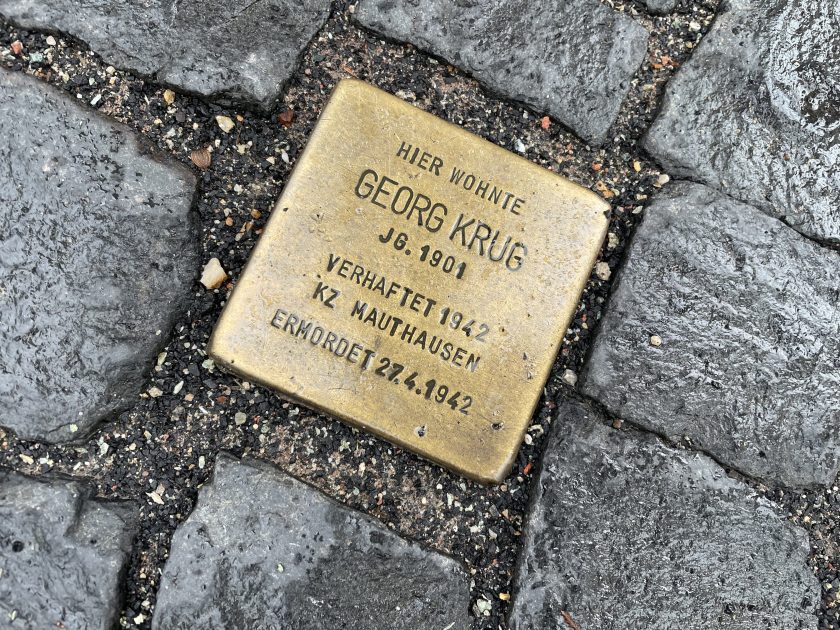 HIER WOHNTE
GEORG KRUG
JG. 1901
VERHAFTET 1942
KZ MAUTHAUSEN
ERMORDET 27.4.1942